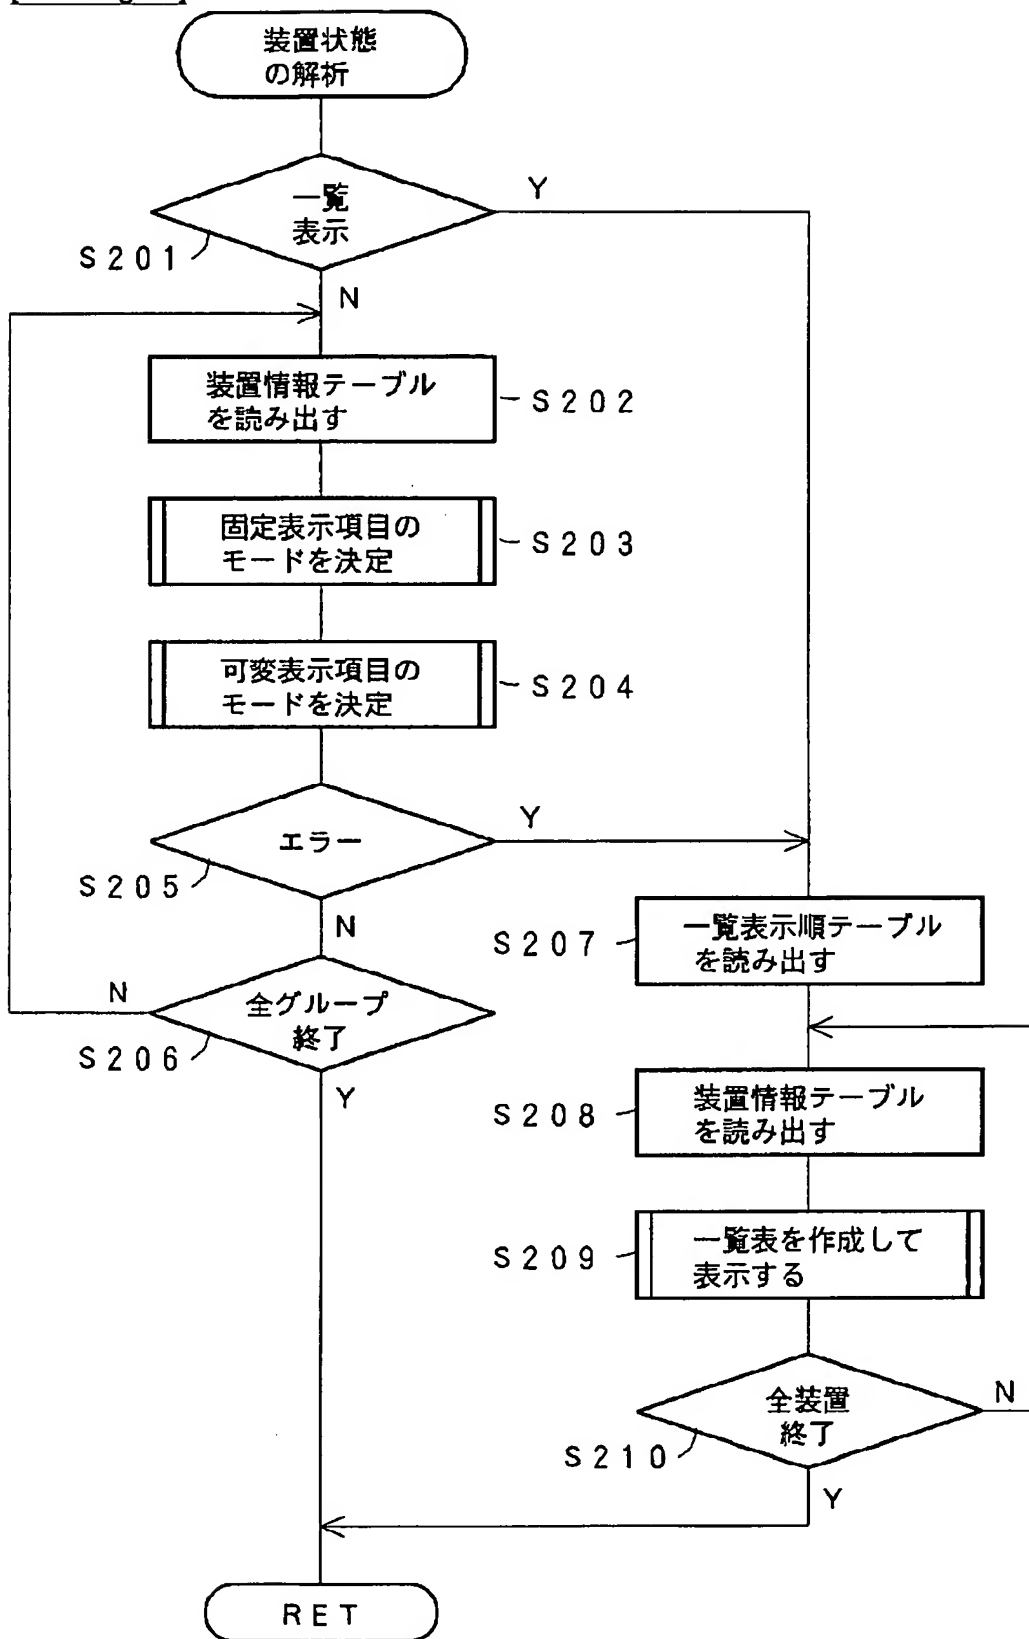 装置状態
の解析
一覧
表示
Y
S201
N
装置情報テーブル
を読み出す
S202
固定表示項目の
モードを決定
S203
可変表示項目の
モードを決定
S204
エラー
Y
S205
N
一覧表示順テーブル
を読み出す
S207
全グループ
終了
N
S206
Y
装置情報テーブル
を読み出す
S208
一覧表を作成して
表示する
S209
全装置
終了
N
S210
Y
RET